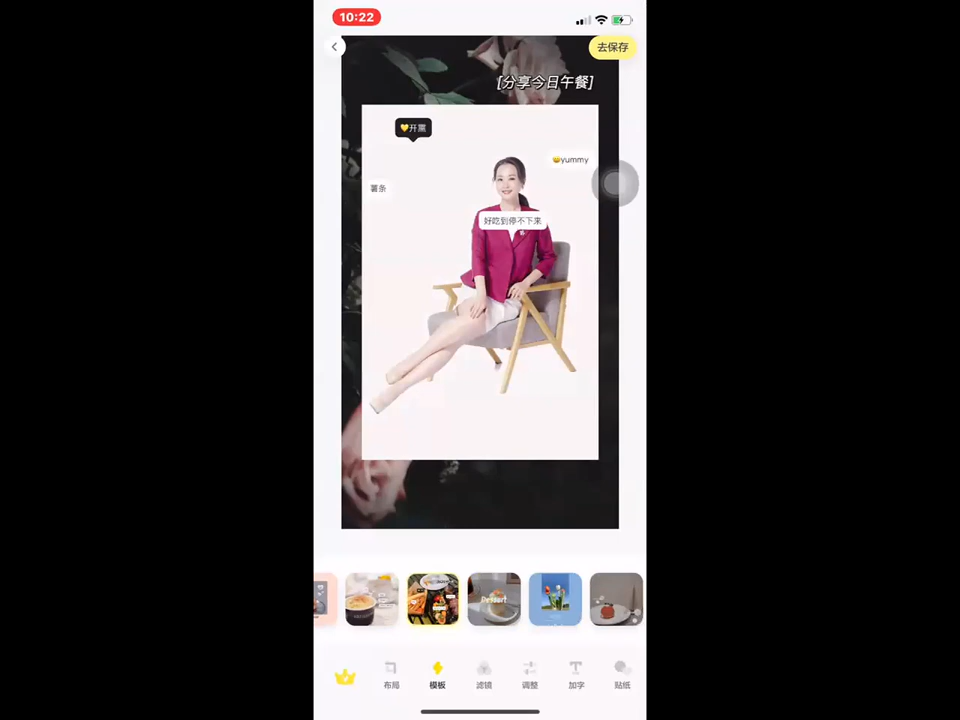 10:22
去保存
[分享今日午餐]
💛开黑
😄yummy
薯条
好吃到停不下来
Dessart
布局
模板
滤镜
调整
加字
贴纸